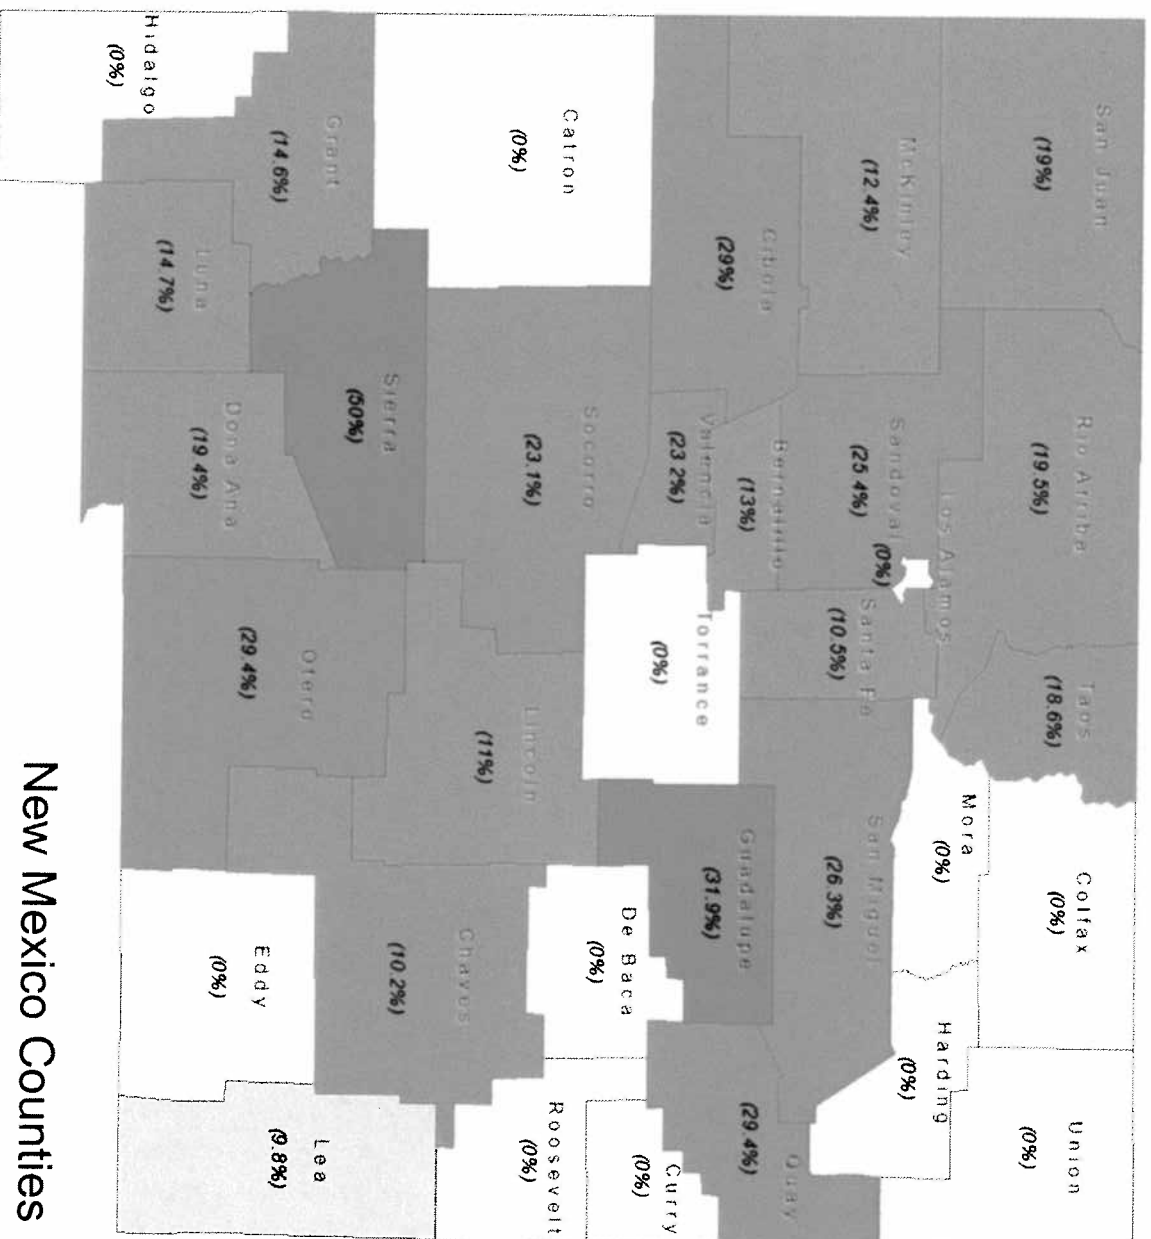 San Juan
(19%)
Rio Arriba
(19.5%)
Taos
(18.6%)
Colfax
(0%)
Union
(0%)
McKinley
(12.4%)
Sandoval
(25.4%)
Los Alamos
(0%)
Santa Fe
(10.5%)
Mora
(0%)
Harding
(0%)
San Miguel
(26.3%)
Cibola
(29%)
Bernalillo
(13%)
Valencia
(23.2%)
Torrance
(0%)
Guadalupe
(31.9%)
Quay
(29.4%)
Curry
(0%)
De Baca
(0%)
Roosevelt
(0%)
Catron
(0%)
Socorro
(23.1%)
Lincoln
(11%)
Chaves
(10.2%)
Grant
(14.6%)
Sierra
(50%)
Otero
(29.4%)
Eddy
(0%)
Lea
(9.8%)
Hidalgo
(0%)
Luna
(14.7%)
Dona Ana
(19.4%)
New Mexico Counties